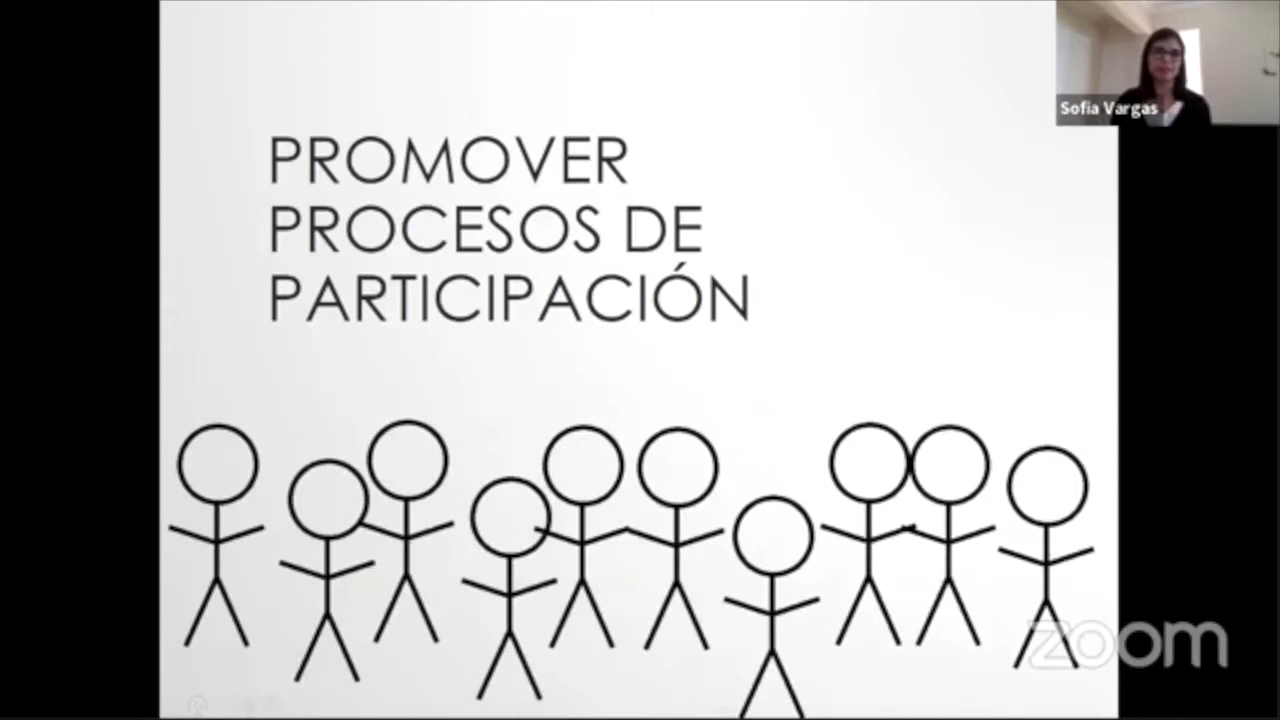 Sofia Vargas
PROMOVER
PROCESOS DE
PARTICIPACIÓN
zoom